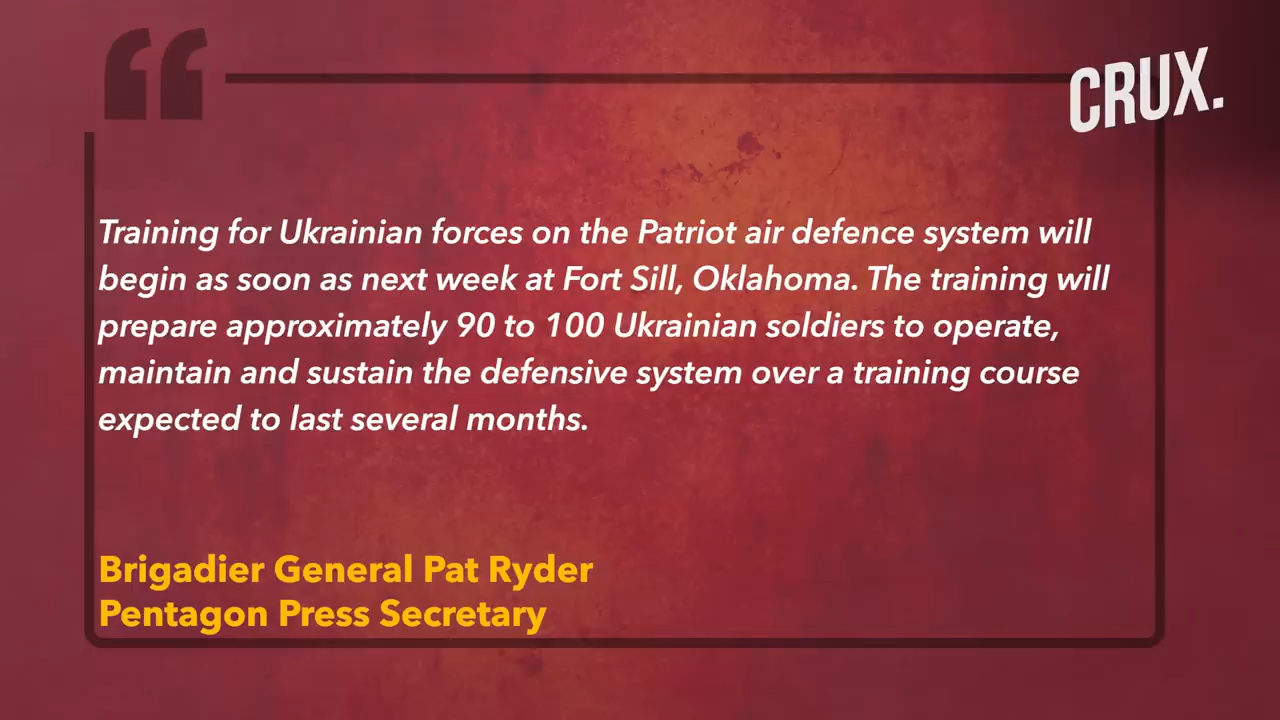 CRUX.
Training for Ukrainian forces on the Patriot air defence system will
begin as soon as next week at Fort Sill, Oklahoma. The training will
prepare approximately 90 to 100 Ukrainian soldiers to operate,
maintain and sustain the defensive system over a training course
expected to last several months.
Brigadier General Pat Ryder
Pentagon Press Secretary